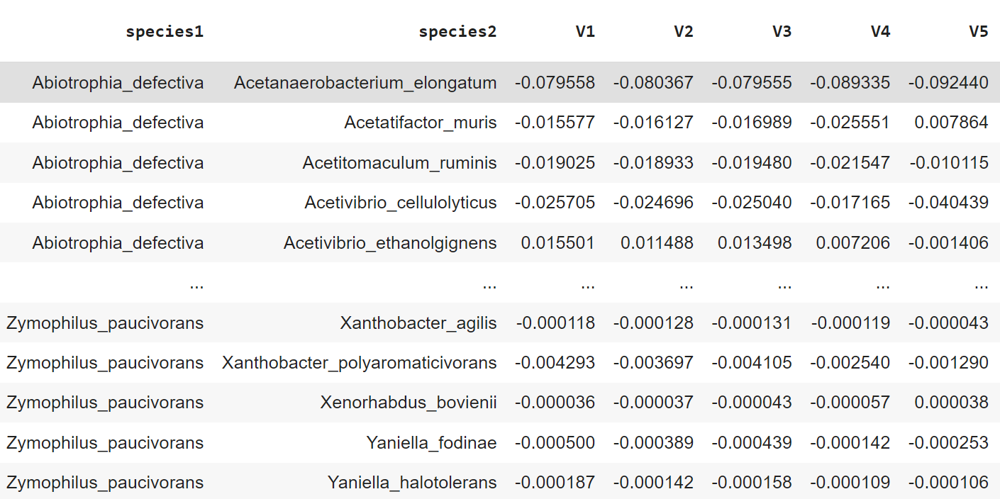 species1 species2 V1 V2 V3 V4 V5
Abiotrophia_defectiva Acetanaerobacterium_elongatum -0.079558 -0.080367 -0.079555 -0.089335 -0.092440
Abiotrophia_defectiva Acetatifactor_muris -0.015577 -0.016127 -0.016989 -0.025551 0.007864
Abiotrophia_defectiva Acetitomaculum_ruminis -0.019025 -0.018933 -0.019480 -0.021547 -0.010115
Abiotrophia_defectiva Acetivibrio_cellulolyticus -0.025705 -0.024696 -0.025040 -0.017165 -0.040439
Abiotrophia_defectiva Acetivibrio_ethanolgignens 0.015501 0.011488 0.013498 0.007206 -0.001406
... ... ... ... ... ... ...
Zymophilus_paucivorans Xanthobacter_agilis -0.000118 -0.000128 -0.000131 -0.000119 -0.000043
Zymophilus_paucivorans Xanthobacter_polyaromaticivorans -0.004293 -0.003697 -0.004105 -0.002540 -0.001290
Zymophilus_paucivorans Xenorhabdus_bovienii -0.000036 -0.000037 -0.000043 -0.000057 0.000038
Zymophilus_paucivorans Yaniella_fodinae -0.000500 -0.000389 -0.000439 -0.000142 -0.000253
Zymophilus_paucivorans Yaniella_halotolerans -0.000187 -0.000142 -0.000158 -0.000109 -0.000106